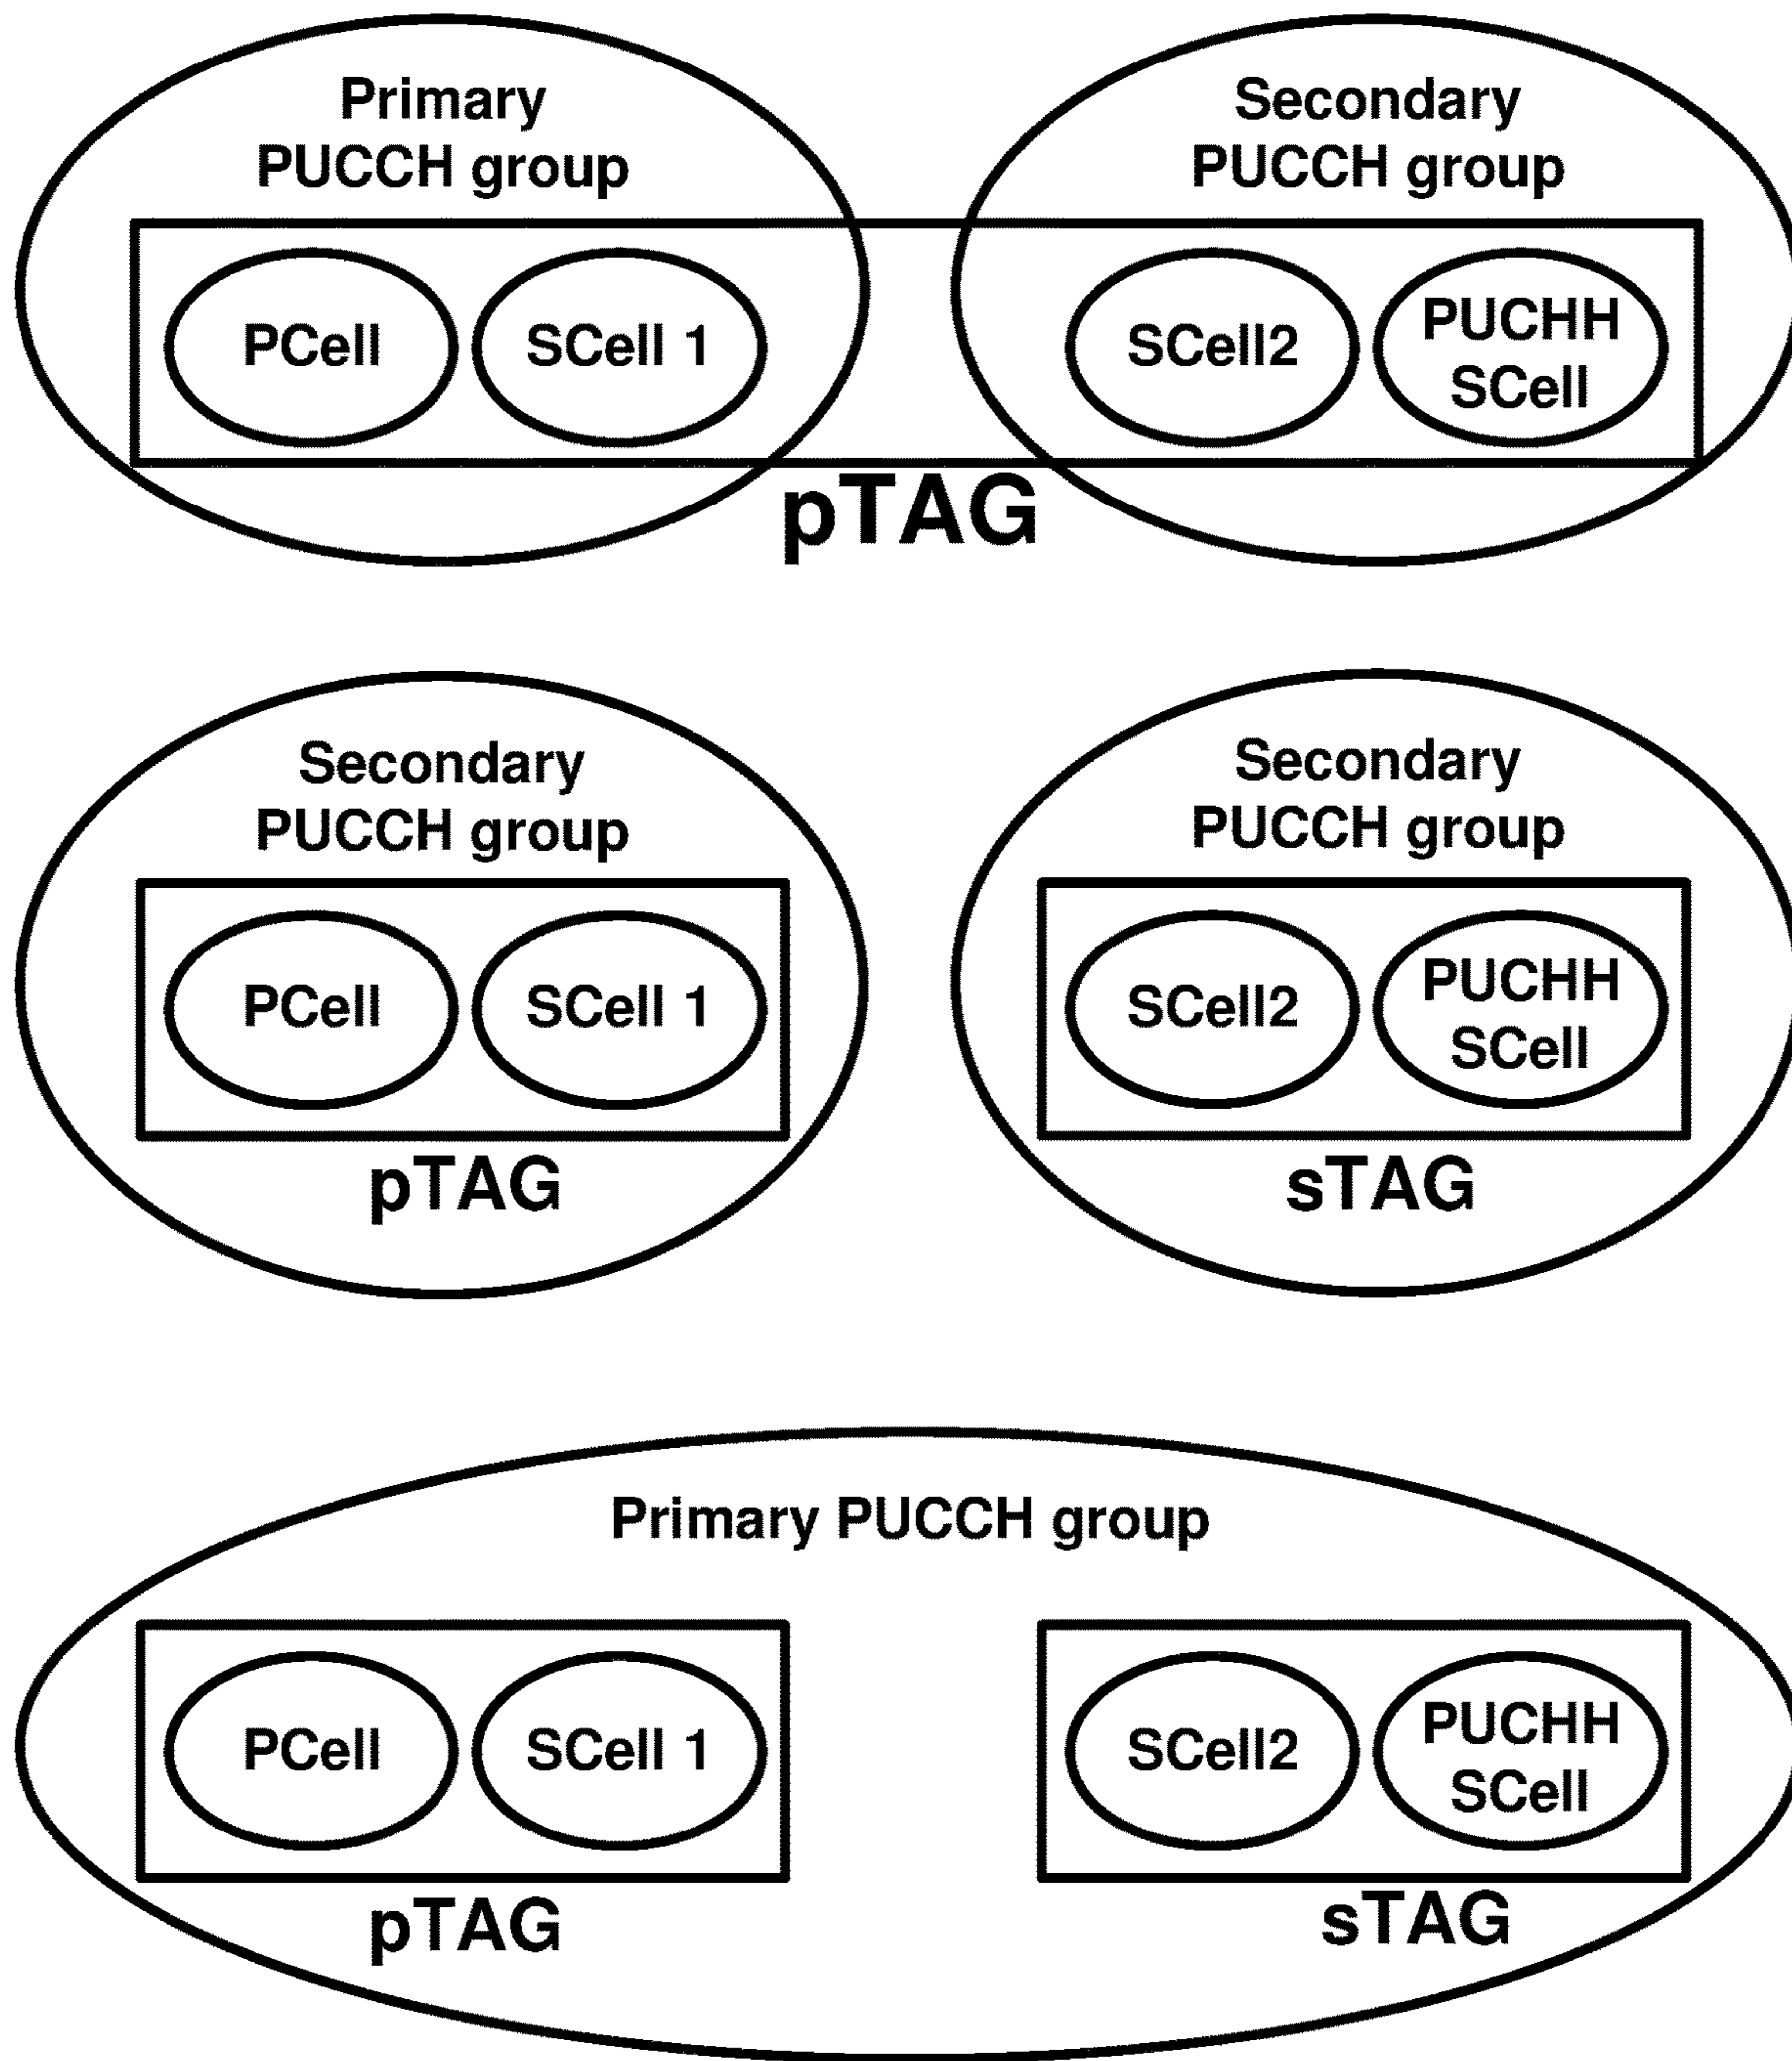 Primary
PUCCH group
Secondary
PUCCH group
PCell
SCell 1
SCell2
PUCHH
SCell
pTAG
Secondary
PUCCH group
Secondary
PUCCH group
PCell
SCell 1
SCell2
PUCHH
SCell
pTAG
sTAG
Primary PUCCH group
PCell
SCell 1
SCell2
PUCHH
SCell
pTAG
sTAG